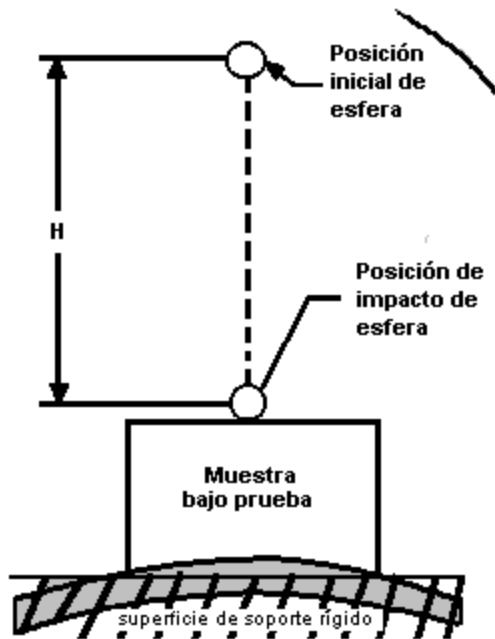 Posición
inicial de
esfera
H
Posición de
impacto de
esfera
Muestra
bajo prueba
superficie de soporte rígido